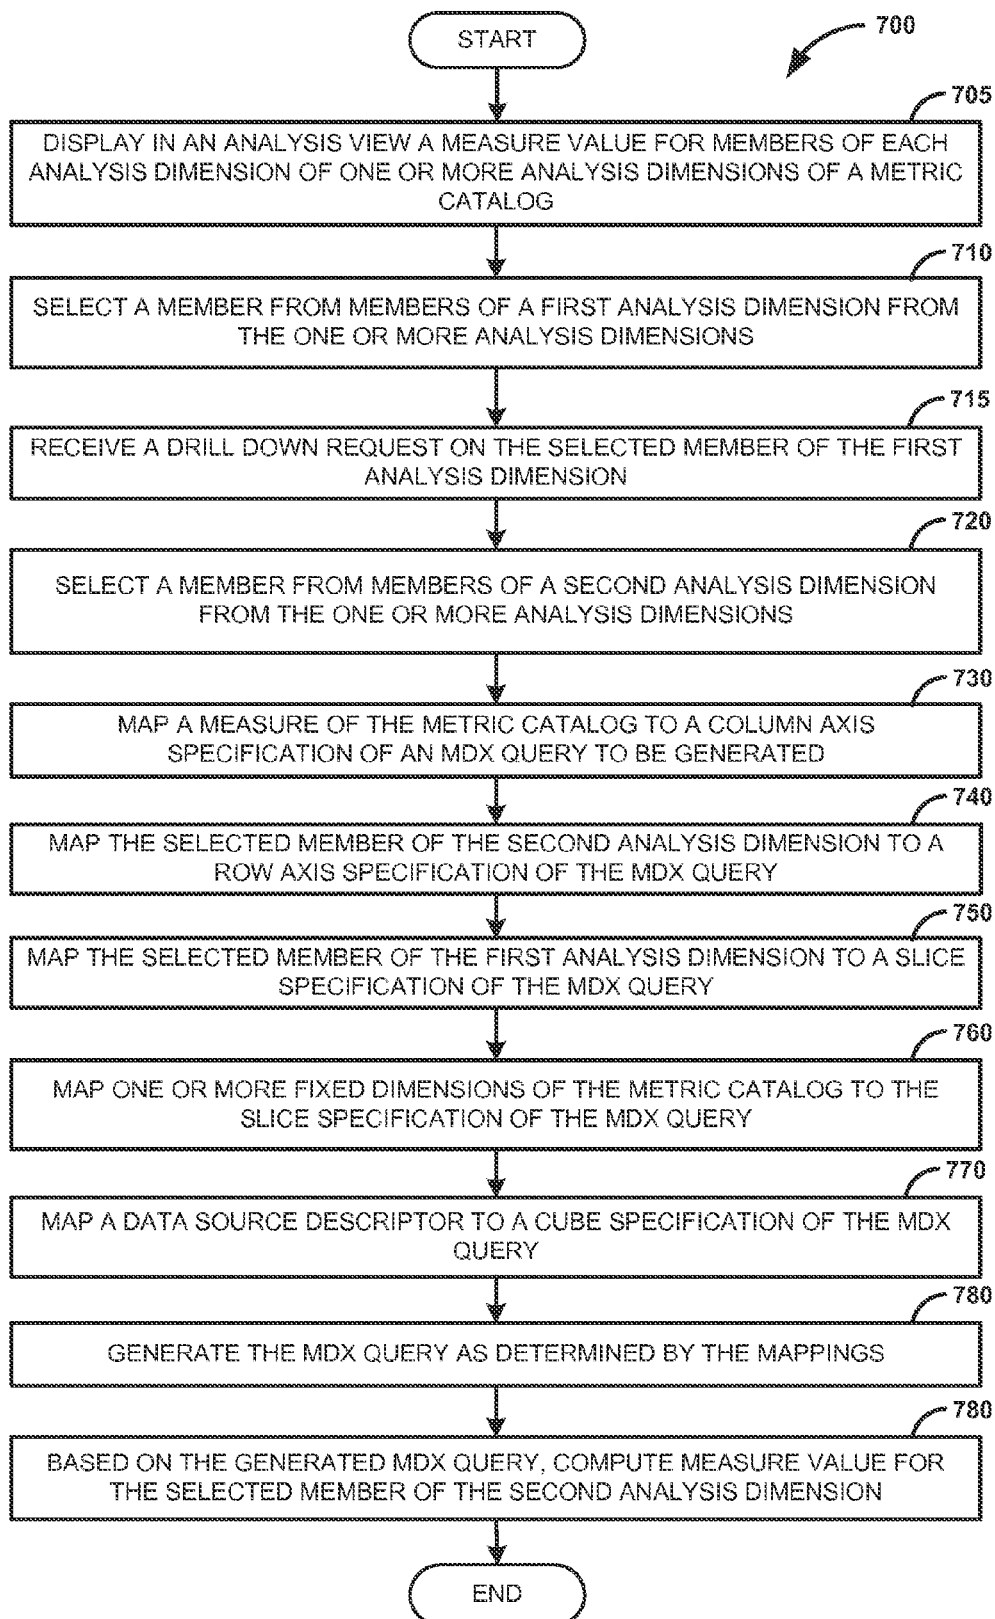 START
700
705
DISPLAY IN AN ANALYSIS VIEW A MEASURE VALUE FOR MEMBERS OF EACH
ANALYSIS DIMENSION OF ONE OR MORE ANALYSIS DIMENSIONS OF A METRIC
CATALOG
710
SELECT A MEMBER FROM MEMBERS OF A FIRST ANALYSIS DIMENSION FROM
THE ONE OR MORE ANALYSIS DIMENSIONS
715
RECEIVE A DRILL DOWN REQUEST ON THE SELECTED MEMBER OF THE FIRST
ANALYSIS DIMENSION
720
SELECT A MEMBER FROM MEMBERS OF A SECOND ANALYSIS DIMENSION
FROM THE ONE OR MORE ANALYSIS DIMENSIONS
730
MAP A MEASURE OF THE METRIC CATALOG TO A COLUMN AXIS
SPECIFICATION OF AN MDX QUERY TO BE GENERATED
740
MAP THE SELECTED MEMBER OF THE SECOND ANALYSIS DIMENSION TO A
ROW AXIS SPECIFICATION OF THE MDX QUERY
750
MAP THE SELECTED MEMBER OF THE FIRST ANALYSIS DIMENSION TO A SLICE
SPECIFICATION OF THE MDX QUERY
760
MAP ONE OR MORE FIXED DIMENSIONS OF THE METRIC CATALOG TO THE
SLICE SPECIFICATION OF THE MDX QUERY
770
MAP A DATA SOURCE DESCRIPTOR TO A CUBE SPECIFICATION OF THE MDX
QUERY
780
GENERATE THE MDX QUERY AS DETERMINED BY THE MAPPINGS
780
BASED ON THE GENERATED MDX QUERY, COMPUTE MEASURE VALUE FOR
THE SELECTED MEMBER OF THE SECOND ANALYSIS DIMENSION
END